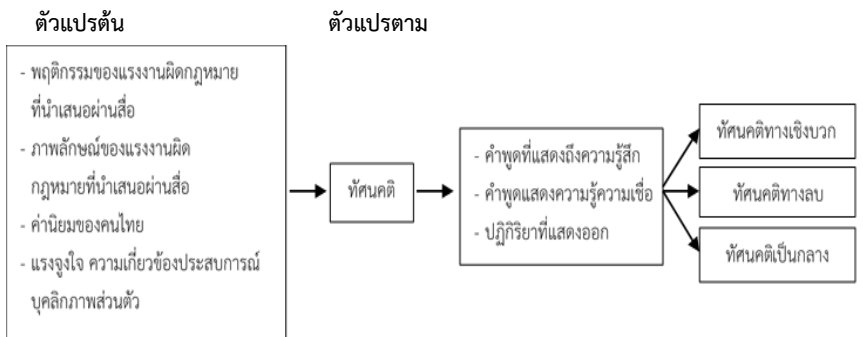 ตัวแปรต้น
ตัวแปรตาม
- พฤติกรรมของแรงงานผิดกฎหมาย
ที่นำเสนอผ่านสื่อ
- ภาพลักษณ์ของแรงงานผิด
กฎหมายที่นำเสนอผ่านสื่อ
- ค่านิยมของคนไทย
- แรงจูงใจ ความเกี่ยวข้องประสบการณ์
บุคลิกภาพส่วนตัว
ทัศนคติ
- คำพูดที่แสดงถึงความรู้สึก
- คำพูดแสดงความรู้ความเชื่อ
- ปฏิกิริยาที่แสดงออก
ทัศนคติทางเชิงบวก
ทัศนคติทางลบ
ทัศนคติเป็นกลาง